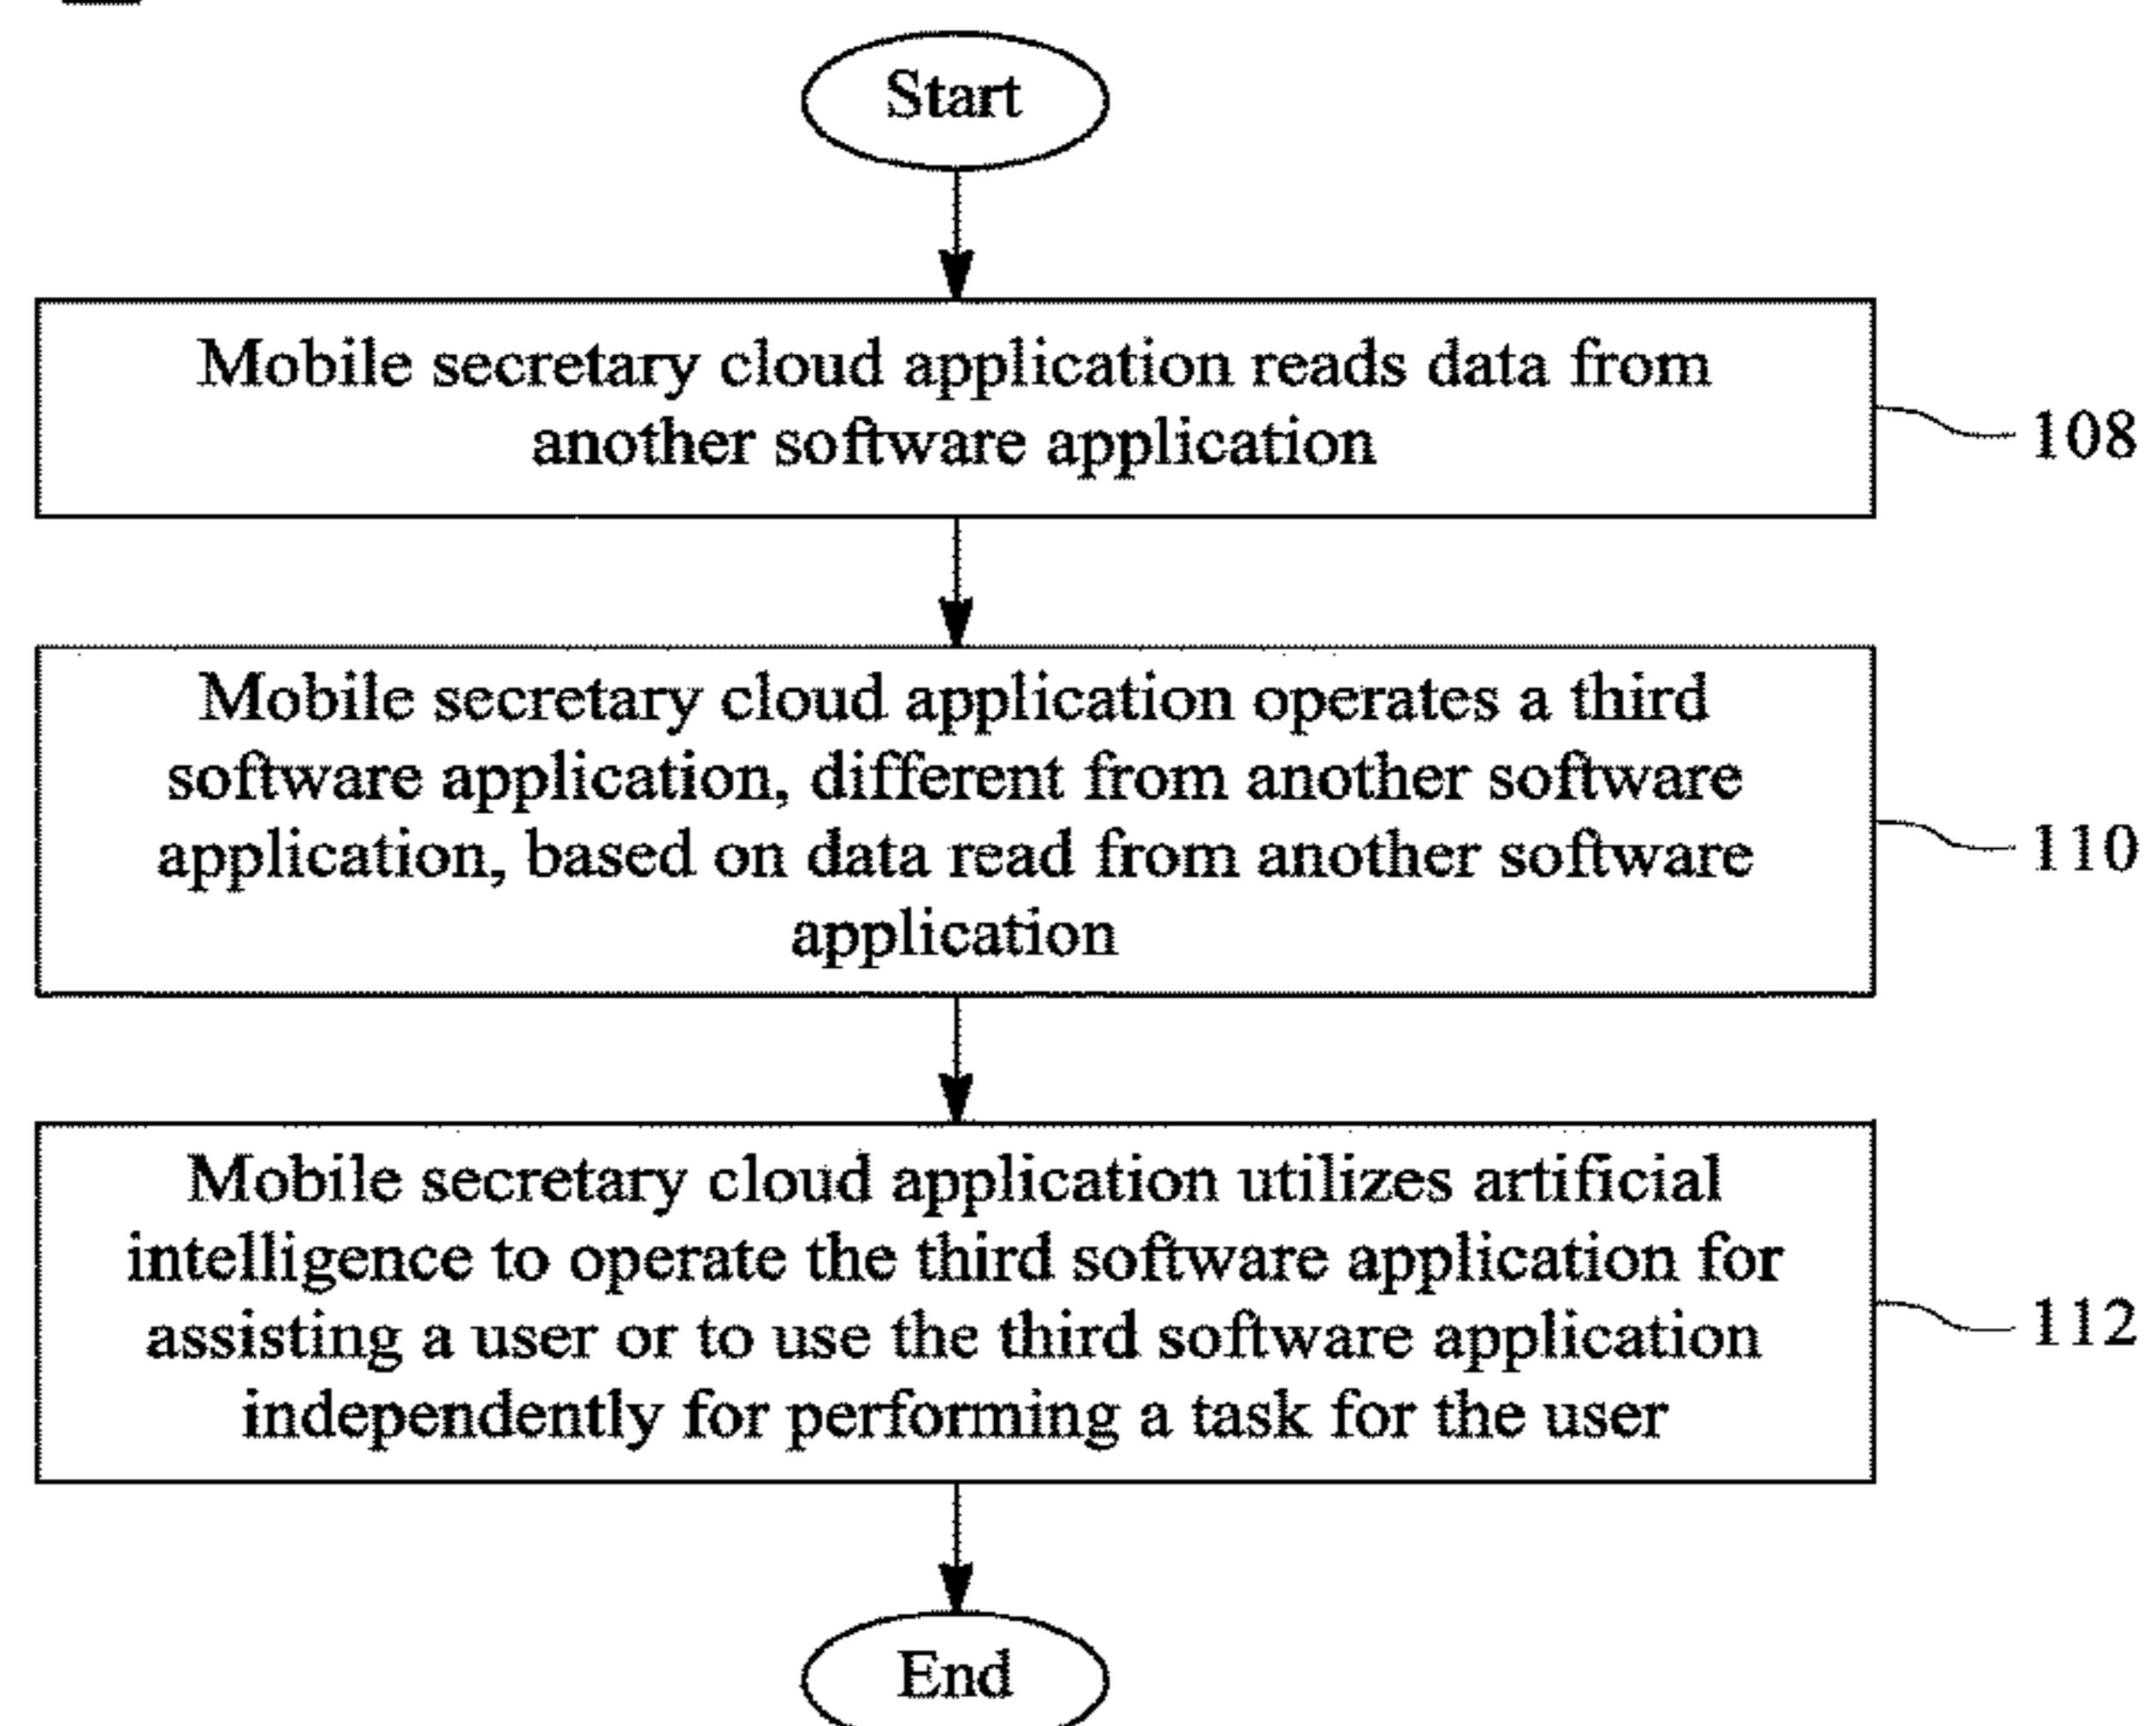 Start
Mobile secretary cloud application reads data from
another software application
108
Mobile secretary cloud application operates a third
software application, different from another software
application, based on data read from another software
application
110
Mobile secretary cloud application utilizes artificial
intelligence to operate the third software application for
assisting a user or to use the third software application
independently for performing a task for the user
112
End